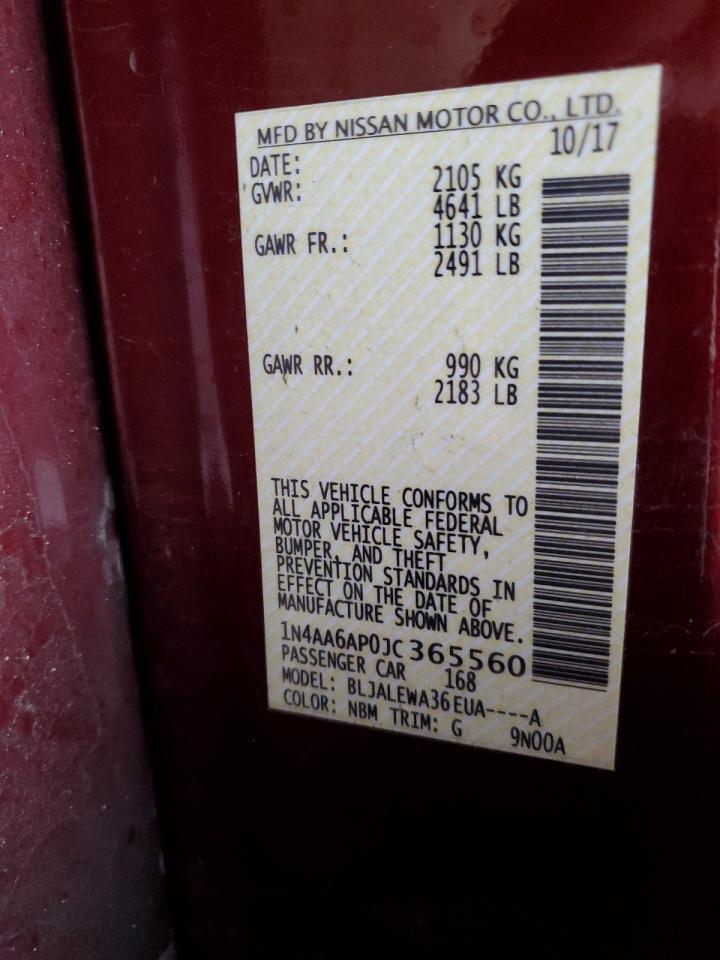 MFD BY NISSAN MOTOR CO., LTD.
DATE: 10/17
GVWR: 2105 KG
4641 LB
GAWR FR.: 1130 KG
2491 LB
GAWR RR.: 990 KG
2183 LB
THIS VEHICLE CONFORMS TO
ALL APPLICABLE FEDERAL
MOTOR VEHICLE SAFETY,
BUMPER, AND THEFT
PREVENTION STANDARDS IN
EFFECT ON THE DATE OF
MANUFACTURE SHOWN ABOVE.
1N4AA6AP0JC365560
PASSENGER CAR 168
MODEL: BLJALEWA36EUA----A
COLOR: NBM TRIM: G 9N00A